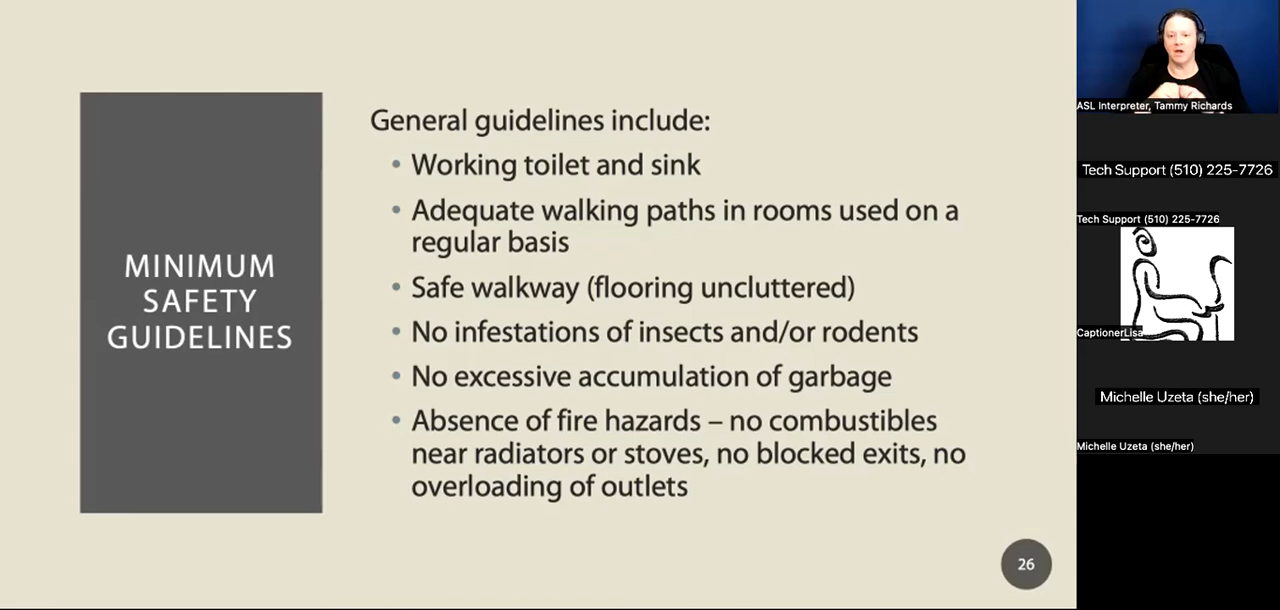 MINIMUM
SAFETY
GUIDELINES
General guidelines include:
• Working toilet and sink
• Adequate walking paths in rooms used on a
regular basis
• Safe walkway (flooring uncluttered)
• No infestations of insects and/or rodents
• No excessive accumulation of garbage
• Absence of fire hazards – no combustibles
near radiators or stoves, no blocked exits, no
overloading of outlets
26
ASL Interpreter, Tammy Richards
Tech Support (510) 225-7726
Tech Support (510) 225-7726
CaptionerLisa
Michelle Uzeta (she/her)
Michelle Uzeta (she/her)